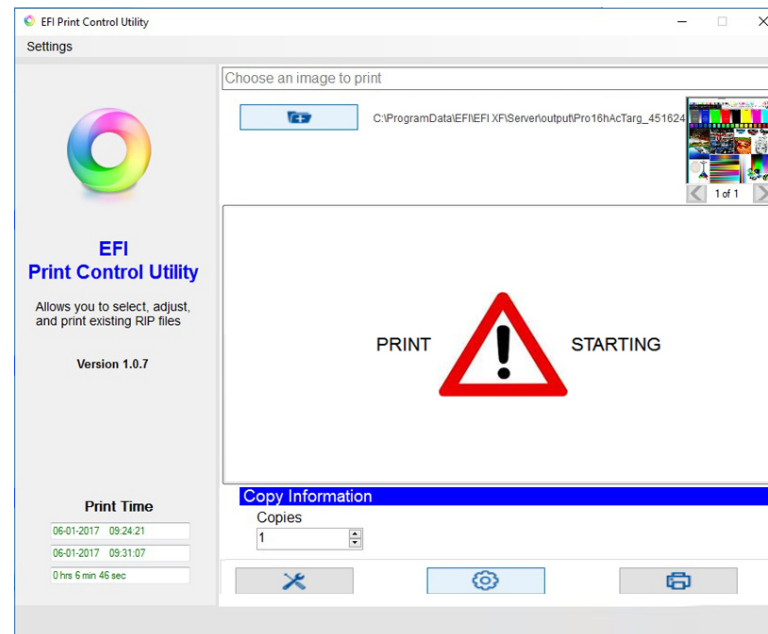 EFI Print Control Utility
Settings
Choose an image to print
C:\ProgramData\EFI\EFI XF\Server\output\Pro16hAcTarg_451624
1 of 1
EFI
Print Control Utility
Allows you to select, adjust,
and print existing RIP files
Version 1.0.7
PRINT STARTING
Print Time
06-01-2017 09:24:21
06-01-2017 09:31:07
0 hrs 6 min 46 sec
Copy Information
Copies
1